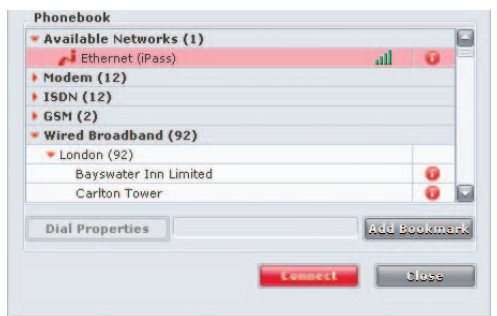 Phonebook
Available Networks (1)
Ethernet (iPass)
Modem (12)
ISDN (12)
GSM (2)
Wired Broadband (92)
London (92)
Bayswater Inn Limited
Carlton Tower
Dial Properties Add Bookmark
Connect Close